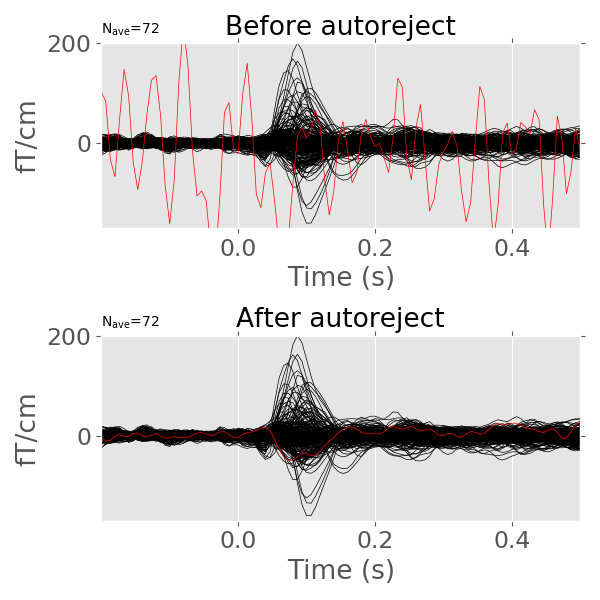 Before autoreject
Nave=72
200
0
fT/cm
0.0 0.2 0.4
Time (s)
After autoreject
Nave=72
200
0
fT/cm
0.0 0.2 0.4
Time (s)